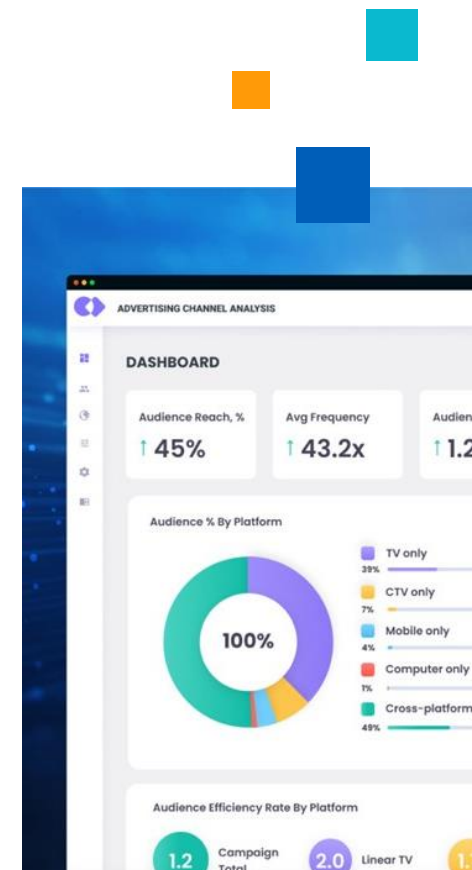 ADVERTISING CHANNEL ANALYSIS
DASHBOARD
Audience Reach, %
↑ 45%
Avg Frequency
↑ 43.2x
Audien
↑ 1.2
Audience % By Platform
100%
TV only
39%
CTV only
7%
Mobile only
4%
Computer only
1%
Cross-platform
49%
Audience Efficiency Rate By Platform
1.2
Campaign
Total
2.0
Linear TV
1.